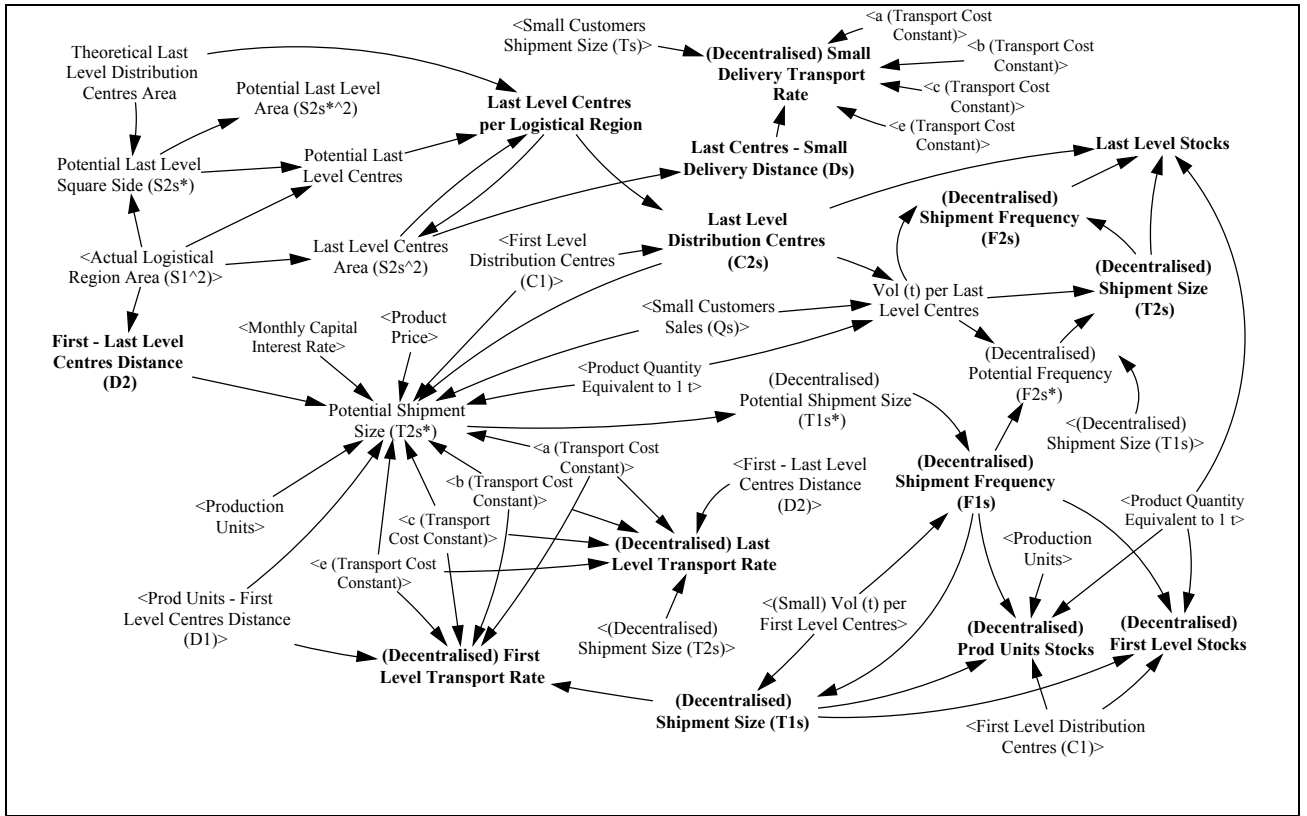 Theoretical Last
Level Distribution
Centres Area
<Small Customers
Shipment Size (Ts)>
<a (Transport Cost
Constant)>
(Decentralised) Small
Delivery Transport
Rate
<b (Transport Cost
Constant)>
<c (Transport Cost
Constant)>
<e (Transport Cost
Constant)>
Potential Last Level
Area (S2s*^2)
Last Level Centres
per Logistical Region
Potential Last Level
Square Side (S2s*)
Potential Last
Level Centres
Last Centres - Small
Delivery Distance (Ds)
Last Level Stocks
(Decentralised)
Shipment Frequency
(F2s)
<Actual Logistical
Region Area (S1^2)>
Last Level Centres
Area (S2s^2)
<First Level
Distribution Centres
(C1)>
Last Level
Distribution Centres
(C2s)
(Decentralised)
Shipment Size
(T2s)
Vol (t) per Last
Level Centres
First - Last Level
Centres Distance
(D2)
<Monthly Capital
Interest Rate>
<Product
Price>
<Small Customers
Sales (Qs)>
<Product Quantity
Equivalent to 1 t>
(Decentralised)
Potential Frequency
(F2s*)
Potential Shipment
Size (T2s*)
(Decentralised)
Potential Shipment Size
(T1s*)
<(Decentralised)
Shipment Size (T1s)>
<a (Transport Cost
Constant)>
<b (Transport Cost
Constant)>
<First - Last Level
Centres Distance
(D2)>
(Decentralised)
Shipment Frequency
(F1s)
<Production
Units>
<c (Transport
Cost Constant)>
<Product Quantity
Equivalent to 1 t>
(Decentralised) Last
Level Transport Rate
<e (Transport Cost
Constant)>
<Production
Units>
<Prod Units - First
Level Centres Distance
(D1)>
<(Small) Vol (t) per
First Level Centres>
<(Decentralised)
Shipment Size (T2s)>
(Decentralised)
Prod Units Stocks
(Decentralised)
First Level Stocks
(Decentralised) First
Level Transport Rate
(Decentralised)
Shipment Size (T1s)
<First Level Distribution
Centres (C1)>